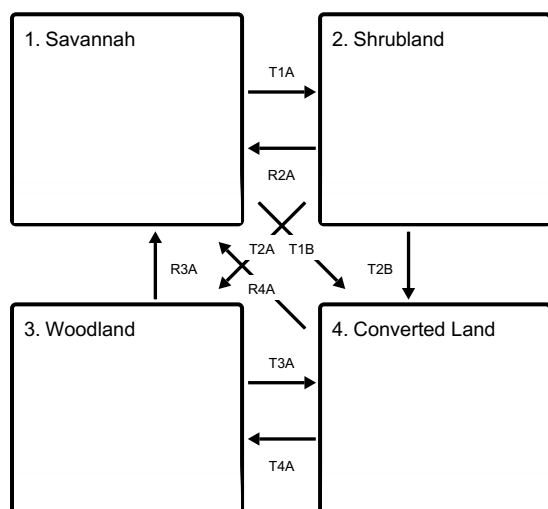 1. Savannah
2. Shrubland
T1A
R2A
T2A
T1B
R3A
R4A
T2B
3. Woodland
4. Converted Land
T3A
T4A